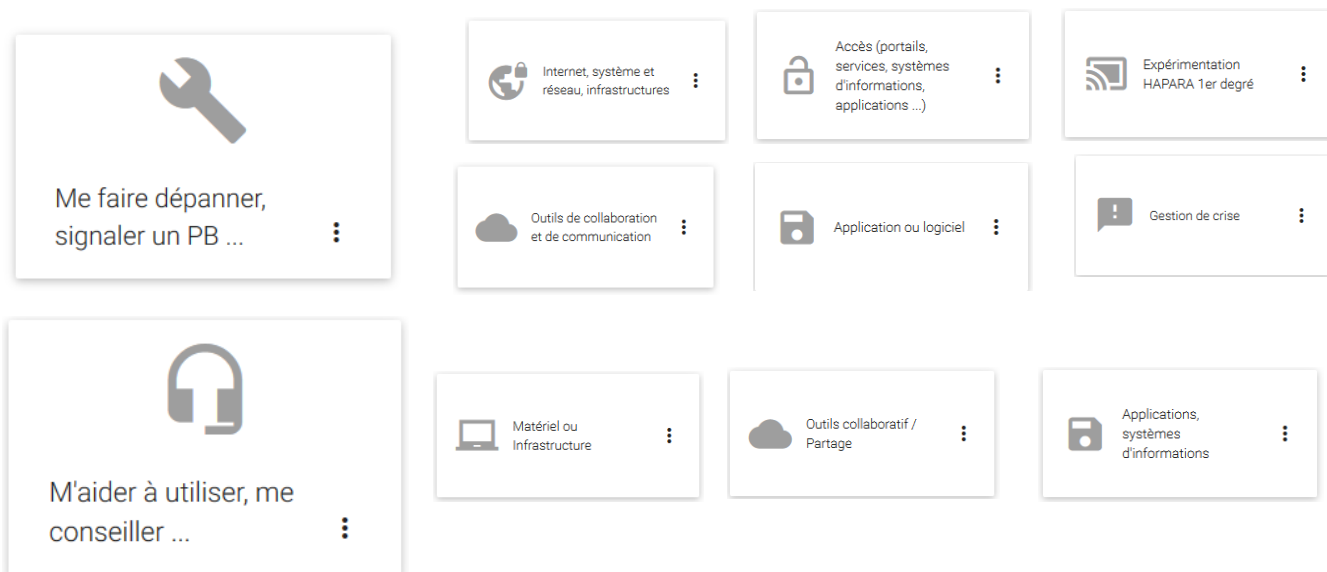 Me faire dépanner,
signaler un PB ...
Internet, système et
réseau, infrastructures
Accès (portails,
services, systèmes
d'informations,
applications ...)
Expérimentation
HAPARA 1er degré
Outils de collaboration
et de communication
Application ou logiciel
Gestion de crise
M'aider à utiliser, me
conseiller ...
Matériel ou
Infrastructure
Outils collaboratif /
Partage
Applications,
systèmes
d'informations